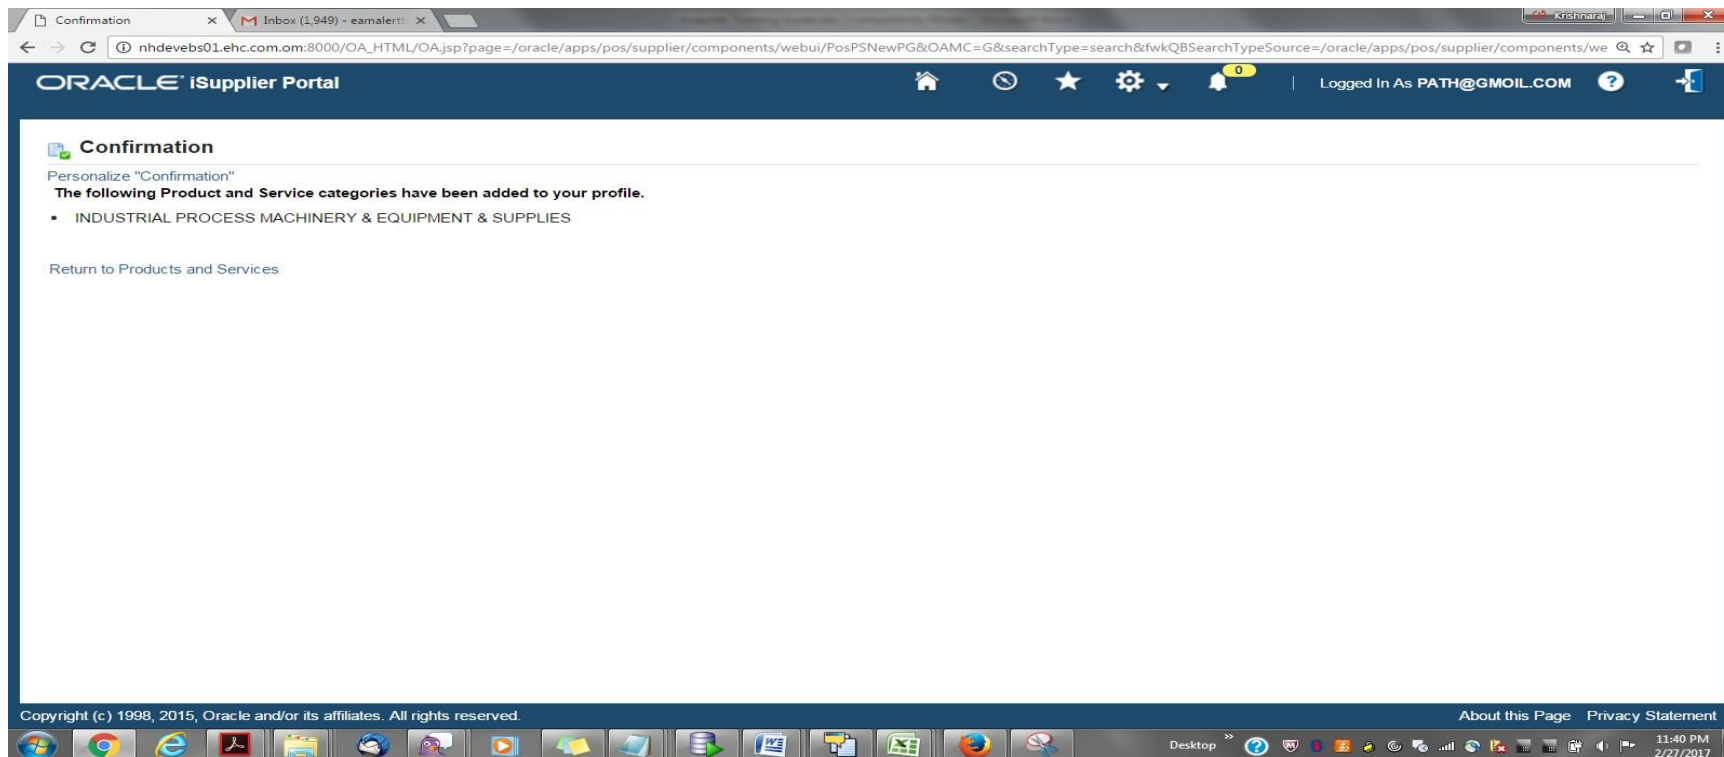 Confirmation
Inbox (1,949) - eamalert
Krishnaraj
nhdevebs01.ehc.com.om:8000/OA_HTML/OA.jsp?page=/oracle/apps/pos/supplier/components/webui/PosPSNewPG&OAMC=G&searchType=search&fwkQBSearchTypeSource=/oracle/apps/pos/supplier/components/we
ORACLE® iSupplier Portal
0
Logged In As PATH@GMOIL.COM
Confirmation
Personalize "Confirmation"
The following Product and Service categories have been added to your profile.
• INDUSTRIAL PROCESS MACHINERY & EQUIPMENT & SUPPLIES
Return to Products and Services
Copyright (c) 1998, 2015, Oracle and/or its affiliates. All rights reserved.
About this Page Privacy Statement
Desktop
11:40 PM
2/27/2017